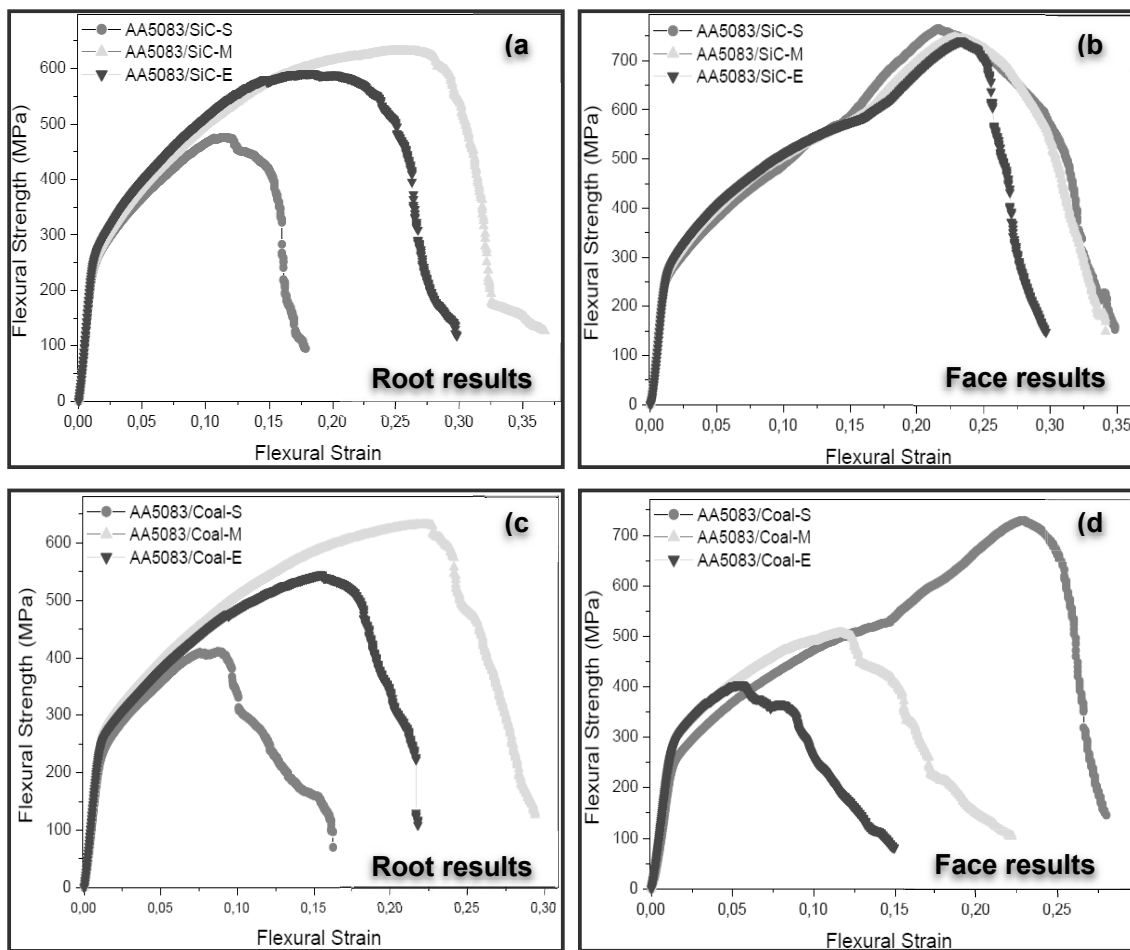 AA5083/SiC-S
AA5083/SiC-M
AA5083/SiC-E
(a
600
500
400
300
200
100
0
Flexural Strength (MPa)
Root results
0,00 0,05 0,10 0,15 0,20 0,25 0,30 0,35
Flexural Strain
AA5083/SiC-S
AA5083/SiC-M
AA5083/SiC-E
(b
700
600
500
400
300
200
100
0
Flexural Strength (MPa)
Face results
0,00 0,05 0,10 0,15 0,20 0,25 0,30 0,35
Flexural Strain
AA5083/Coal-S
AA5083/Coal-M
AA5083/Coal-E
(c
600
500
400
300
200
100
0
Flexural Strength (MPa)
Root results
0,00 0,05 0,10 0,15 0,20 0,25 0,30
Flexural Strain
AA5083/Coal-S
AA5083/Coal-M
AA5083/Coal-E
(d
700
600
500
400
300
200
100
0
Flexural Strength (MPa)
Face results
0,00 0,05 0,10 0,15 0,20 0,25
Flexural Strain